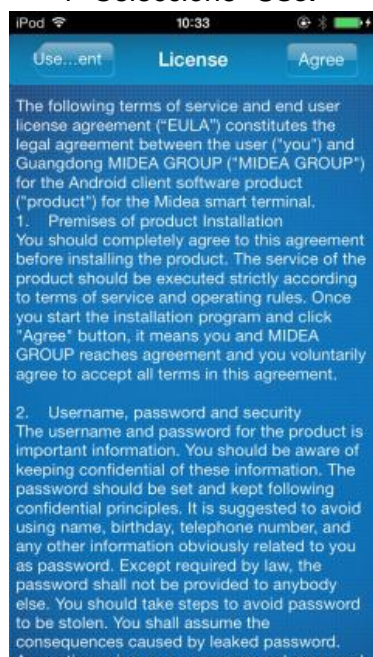 iPod 10:33
Use...ent License Agree
The following terms of service and end user
license agreement ("EULA") constitutes the
legal agreement between the user ("you") and
Guangdong MIDEA GROUP ("MIDEA GROUP")
for the Android client software product
("product") for the Midea smart terminal.
1. Premises of product Installation
You should completely agree to this agreement
before installing the product. The service of the
product should be executed strictly according
to terms of service and operating rules. Once
you start the installation program and click
"Agree" button, it means you and MIDEA
GROUP reaches agreement and you voluntarily
agree to accept all terms in this agreement.
2. Username, password and security
The username and password for the product is
important information. You should be aware of
keeping confidential of these information. The
password should be set and kept following
confidential principles. It is suggested to avoid
using name, birthday, telephone number, and
any other information obviously related to you
as password. Except required by law, the
password shall not be provided to anybody
else. You should take steps to avoid password
to be stolen. You shall assume the
consequences caused by leaked password.